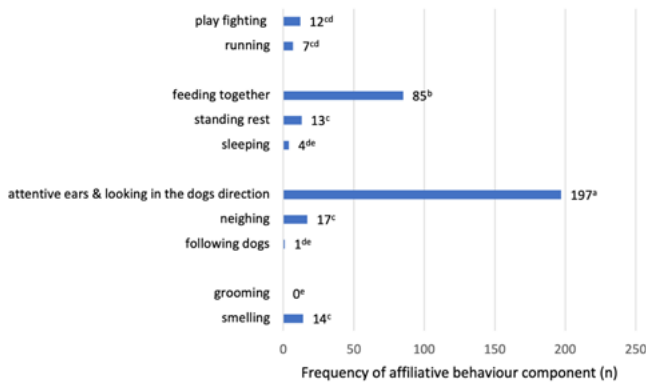 play fighting 12ᶜᵈ
running 7ᶜᵈ
feeding together 85ᵇ
standing rest 13ᶜ
sleeping 4ᵈᵉ
attentive ears & looking in the dogs direction 197ᵃ
neighing 17ᶜ
following dogs 1ᵈᵉ
grooming 0ᵉ
smelling 14ᶜ
0 50 100 150 200 250
Frequency of affiliative behaviour component (n)